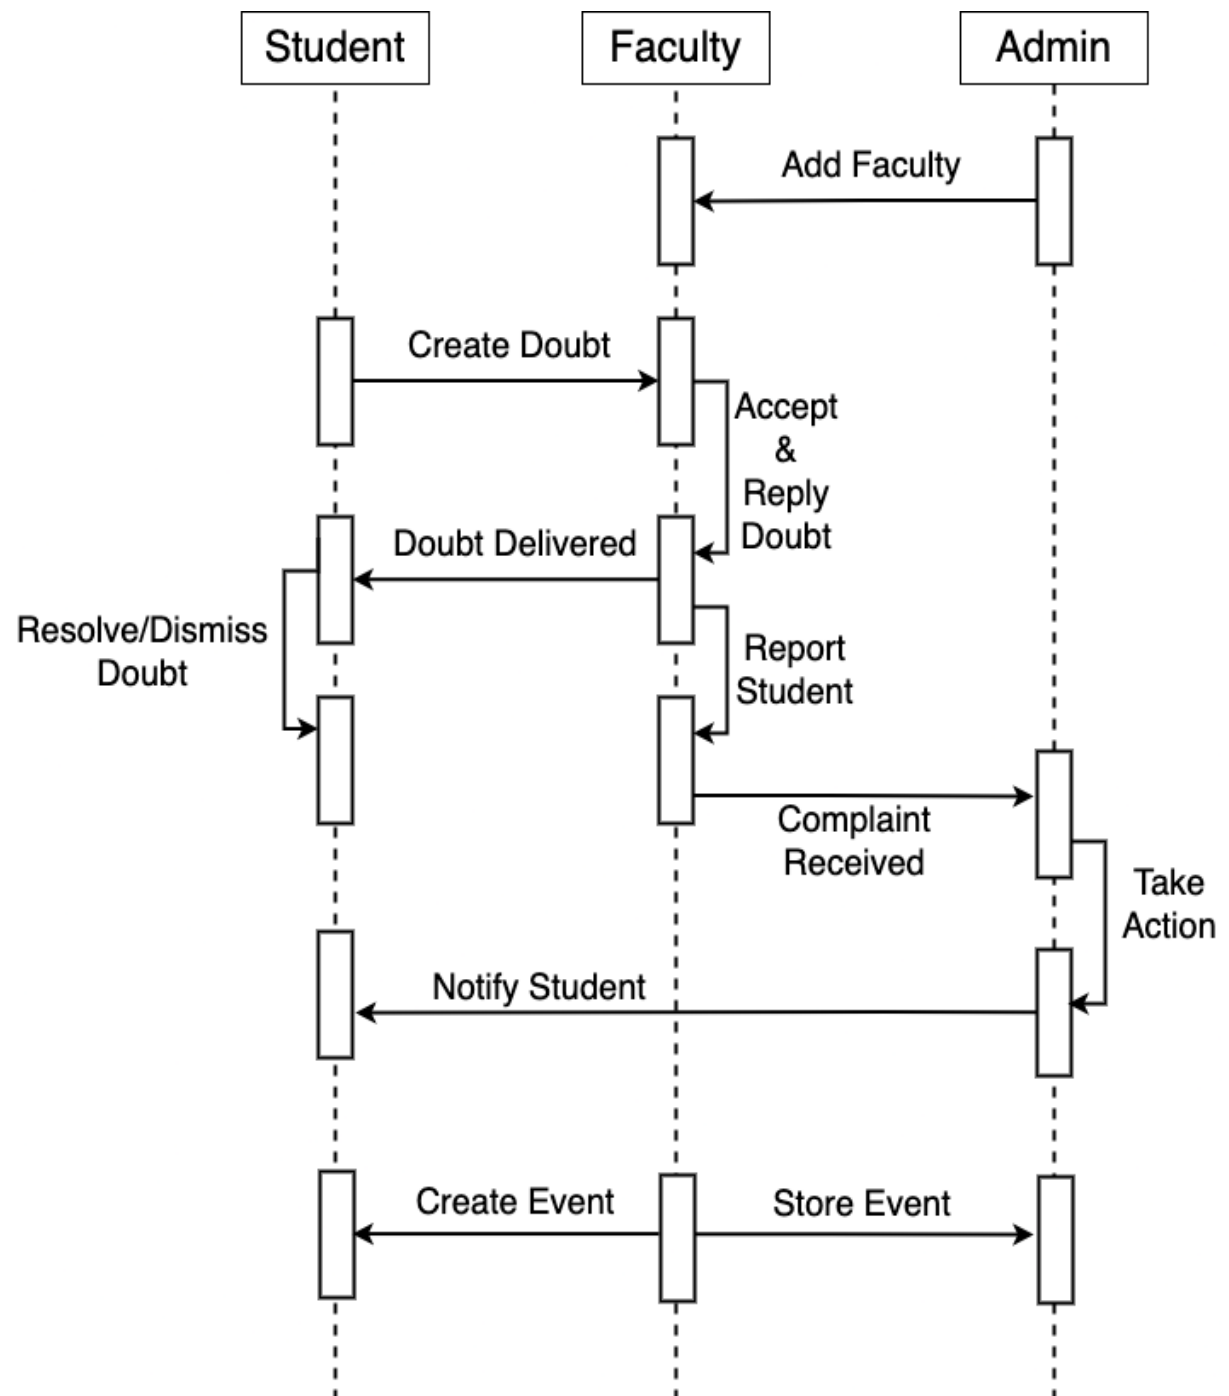 Student
Faculty
Admin
Add Faculty
Create Doubt
Accept
&
Reply
Doubt
Doubt Delivered
Resolve/Dismiss
Doubt
Report
Student
Complaint
Received
Take
Action
Notify Student
Create Event
Store Event